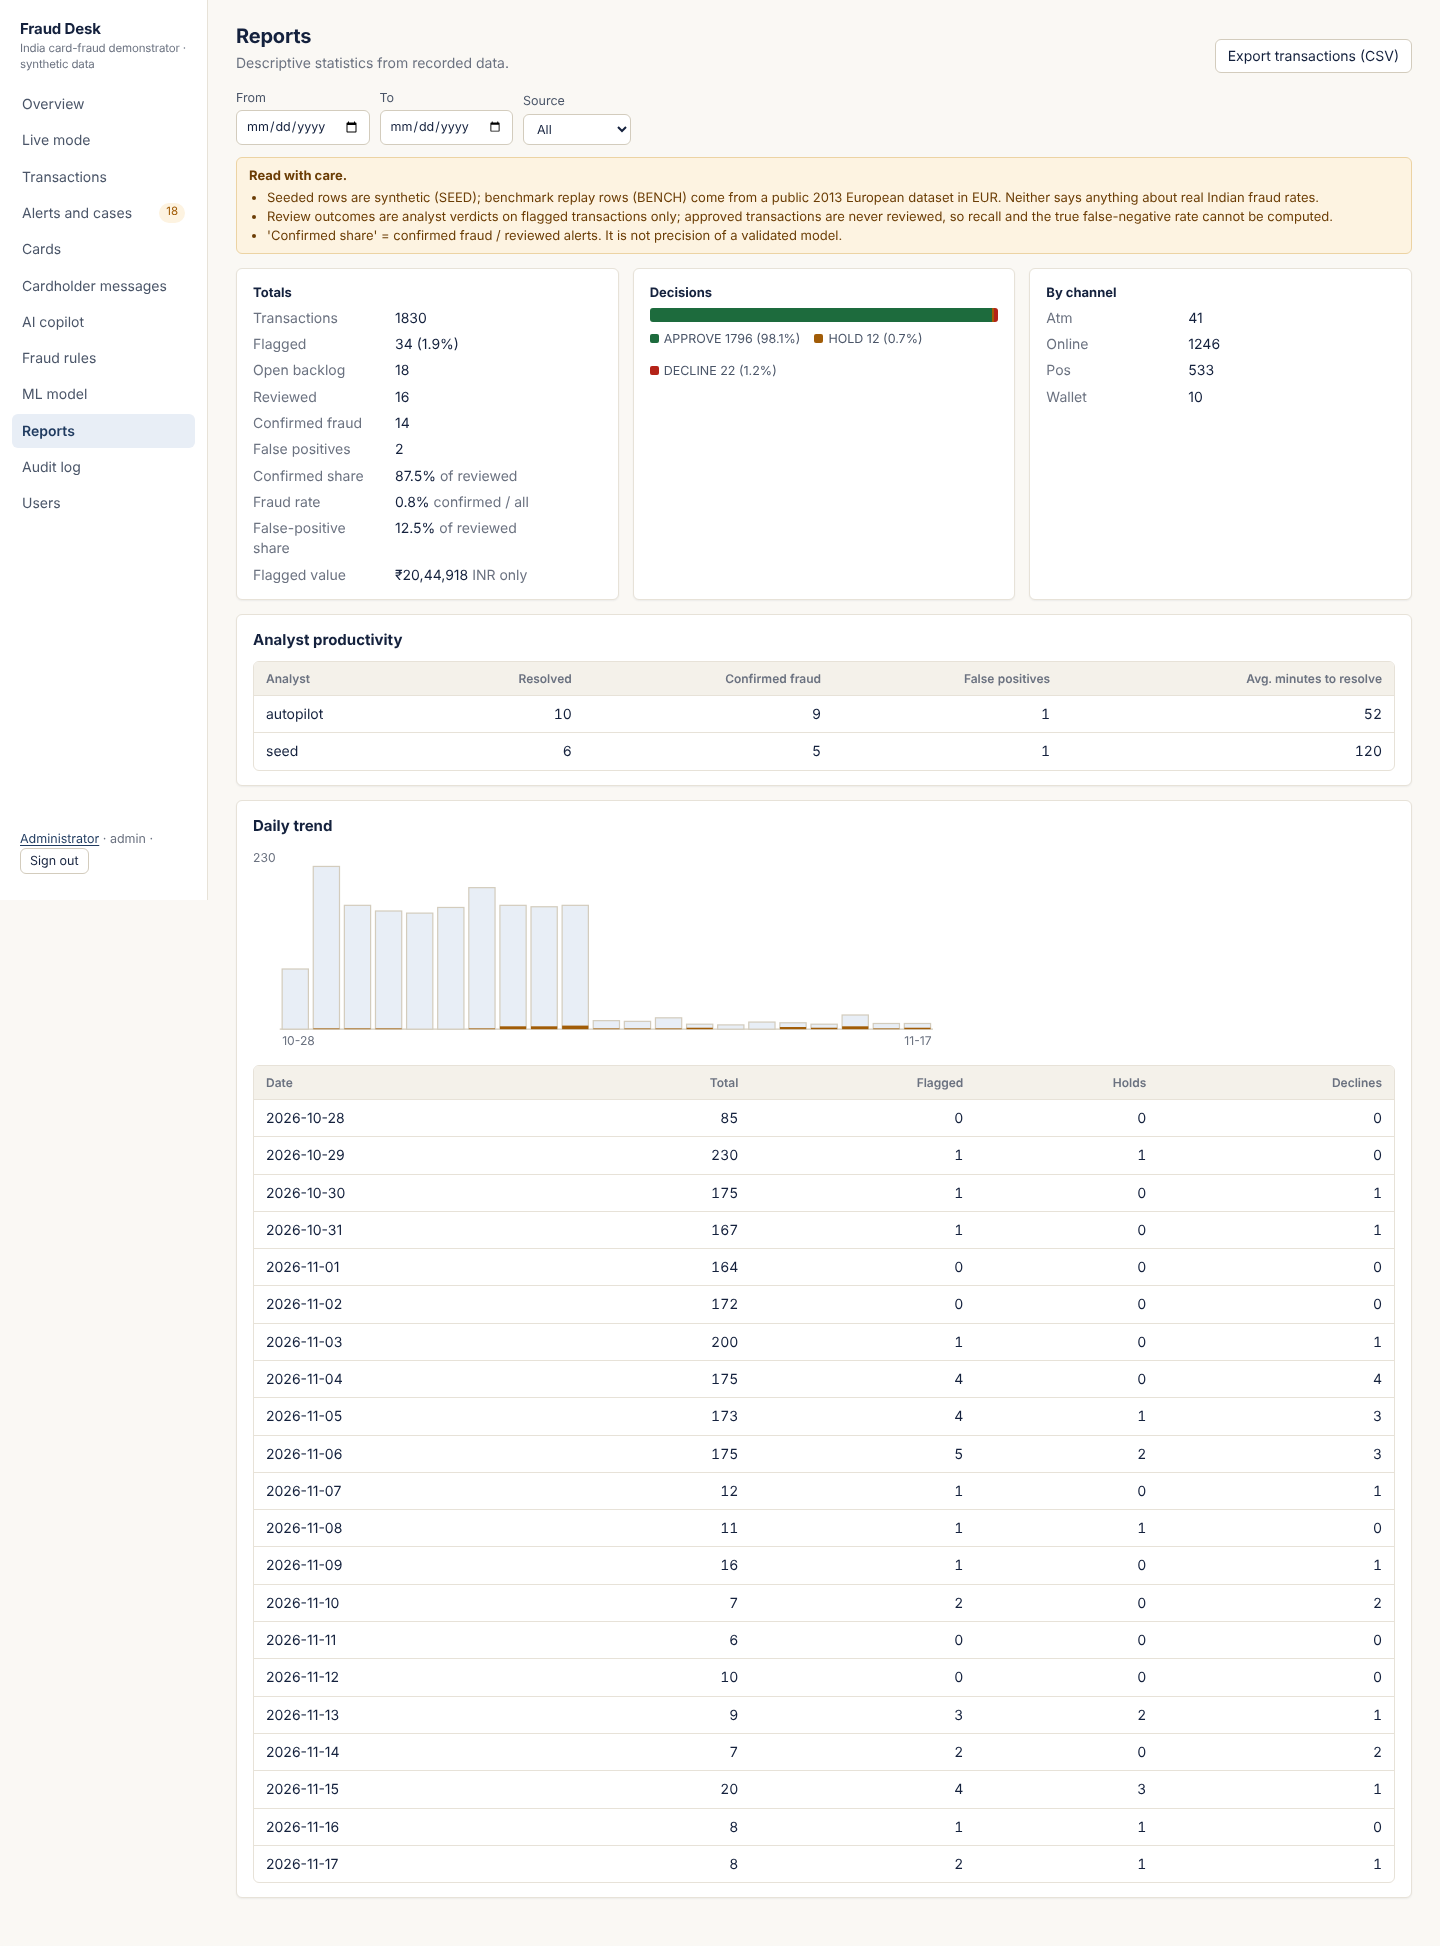 Fraud Desk
India card-fraud demonstrator ·
synthetic data
Overview
Live mode
Transactions
Alerts and cases 18
Cards
Cardholder messages
AI copilot
Fraud rules
ML model
Reports
Audit log
Users
Administrator · admin ·
Sign out
Reports
Descriptive statistics from recorded data.
Export transactions (CSV)
From To Source
mm/dd/yyyy mm/dd/yyyy All
Read with care.
• Seeded rows are synthetic (SEED); benchmark replay rows (BENCH) come from a public 2013 European dataset in EUR. Neither says anything about real Indian fraud rates.
• Review outcomes are analyst verdicts on flagged transactions only; approved transactions are never reviewed, so recall and the true false-negative rate cannot be computed.
• 'Confirmed share' = confirmed fraud / reviewed alerts. It is not precision of a validated model.
Totals
Transactions 1830
Flagged 34 (1.9%)
Open backlog 18
Reviewed 16
Confirmed fraud 14
False positives 2
Confirmed share 87.5% of reviewed
Fraud rate 0.8% confirmed / all
False-positive share 12.5% of reviewed
Flagged value ₹20,44,918 INR only
Decisions
APPROVE 1796 (98.1%) HOLD 12 (0.7%)
DECLINE 22 (1.2%)
By channel
Atm 41
Online 1246
Pos 533
Wallet 10
Analyst productivity
Analyst Resolved Confirmed fraud False positives Avg. minutes to resolve
autopilot 10 9 1 52
seed 6 5 1 120
Daily trend
230
10-28 11-17
Date Total Flagged Holds Declines
2026-10-28 85 0 0 0
2026-10-29 230 1 1 0
2026-10-30 175 1 0 1
2026-10-31 167 1 0 1
2026-11-01 164 0 0 0
2026-11-02 172 0 0 0
2026-11-03 200 1 0 1
2026-11-04 175 4 0 4
2026-11-05 173 4 1 3
2026-11-06 175 5 2 3
2026-11-07 12 1 0 1
2026-11-08 11 1 1 0
2026-11-09 16 1 0 1
2026-11-10 7 2 0 2
2026-11-11 6 0 0 0
2026-11-12 10 0 0 0
2026-11-13 9 3 2 1
2026-11-14 7 2 0 2
2026-11-15 20 4 3 1
2026-11-16 8 1 1 0
2026-11-17 8 2 1 1